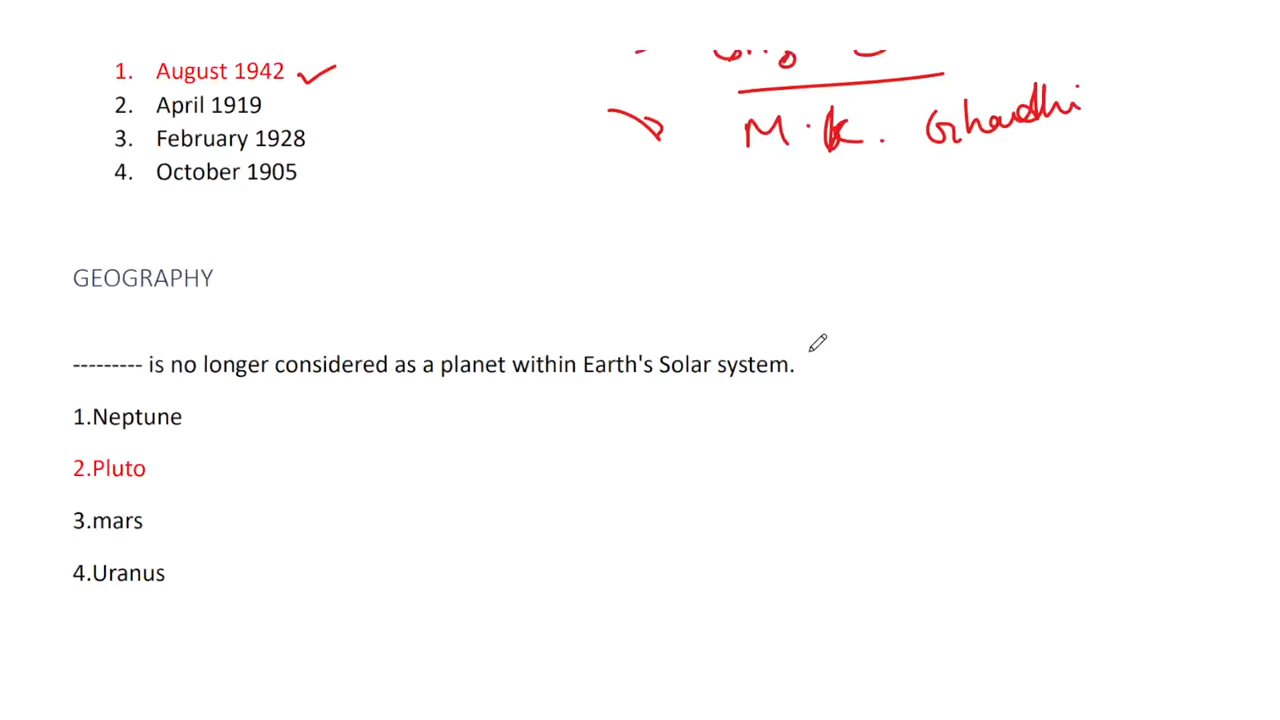 1. August 1942
2. April 1919
3. February 1928
4. October 1905
M.K. Ghandhi
GEOGRAPHY
--------- is no longer considered as a planet within Earth's Solar system.
1.Neptune
2.Pluto
3.mars
4.Uranus